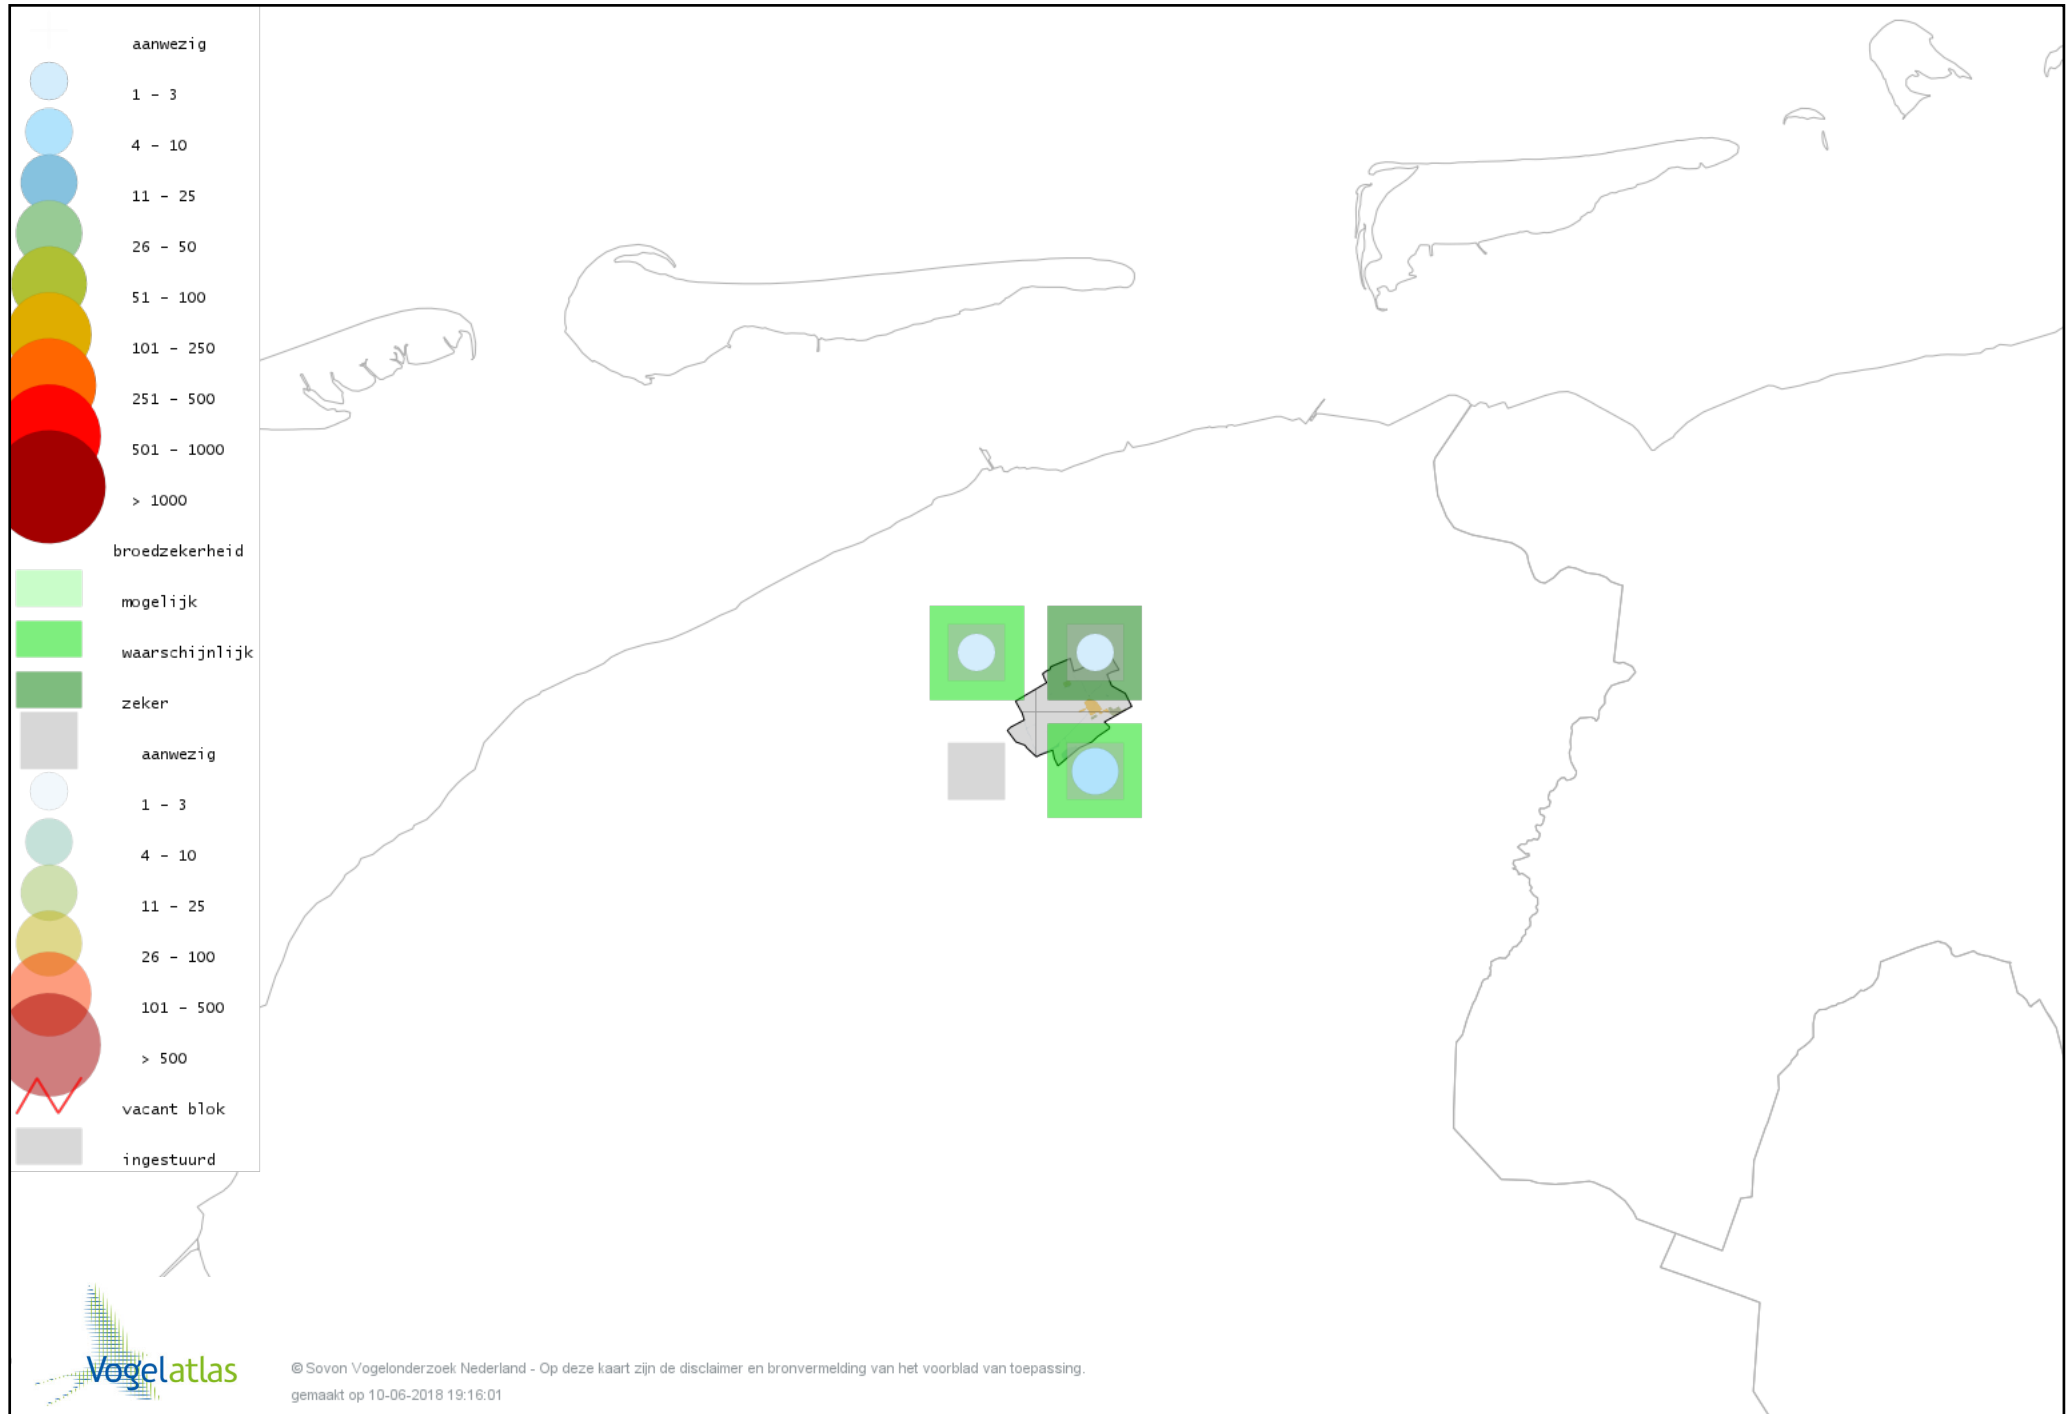 aanwezig
1 - 3
4 - 10
11 - 25
26 - 50
51 - 100
101 - 250
251 - 500
501 - 1000
> 1000
broedzekerheid
mogelijk
waarschijnlijk
zeker
aanwezig
1 - 3
4 - 10
11 - 25
26 - 100
101 - 500
> 500
vacant blok
ingestuurd
Vogelatlas
© Sovon Vogelonderzoek Nederland - Op deze kaart zijn de disclaimer en bronvermelding van het voorblad van toepassing.
gemaakt op 10-06-2018 19:16:01